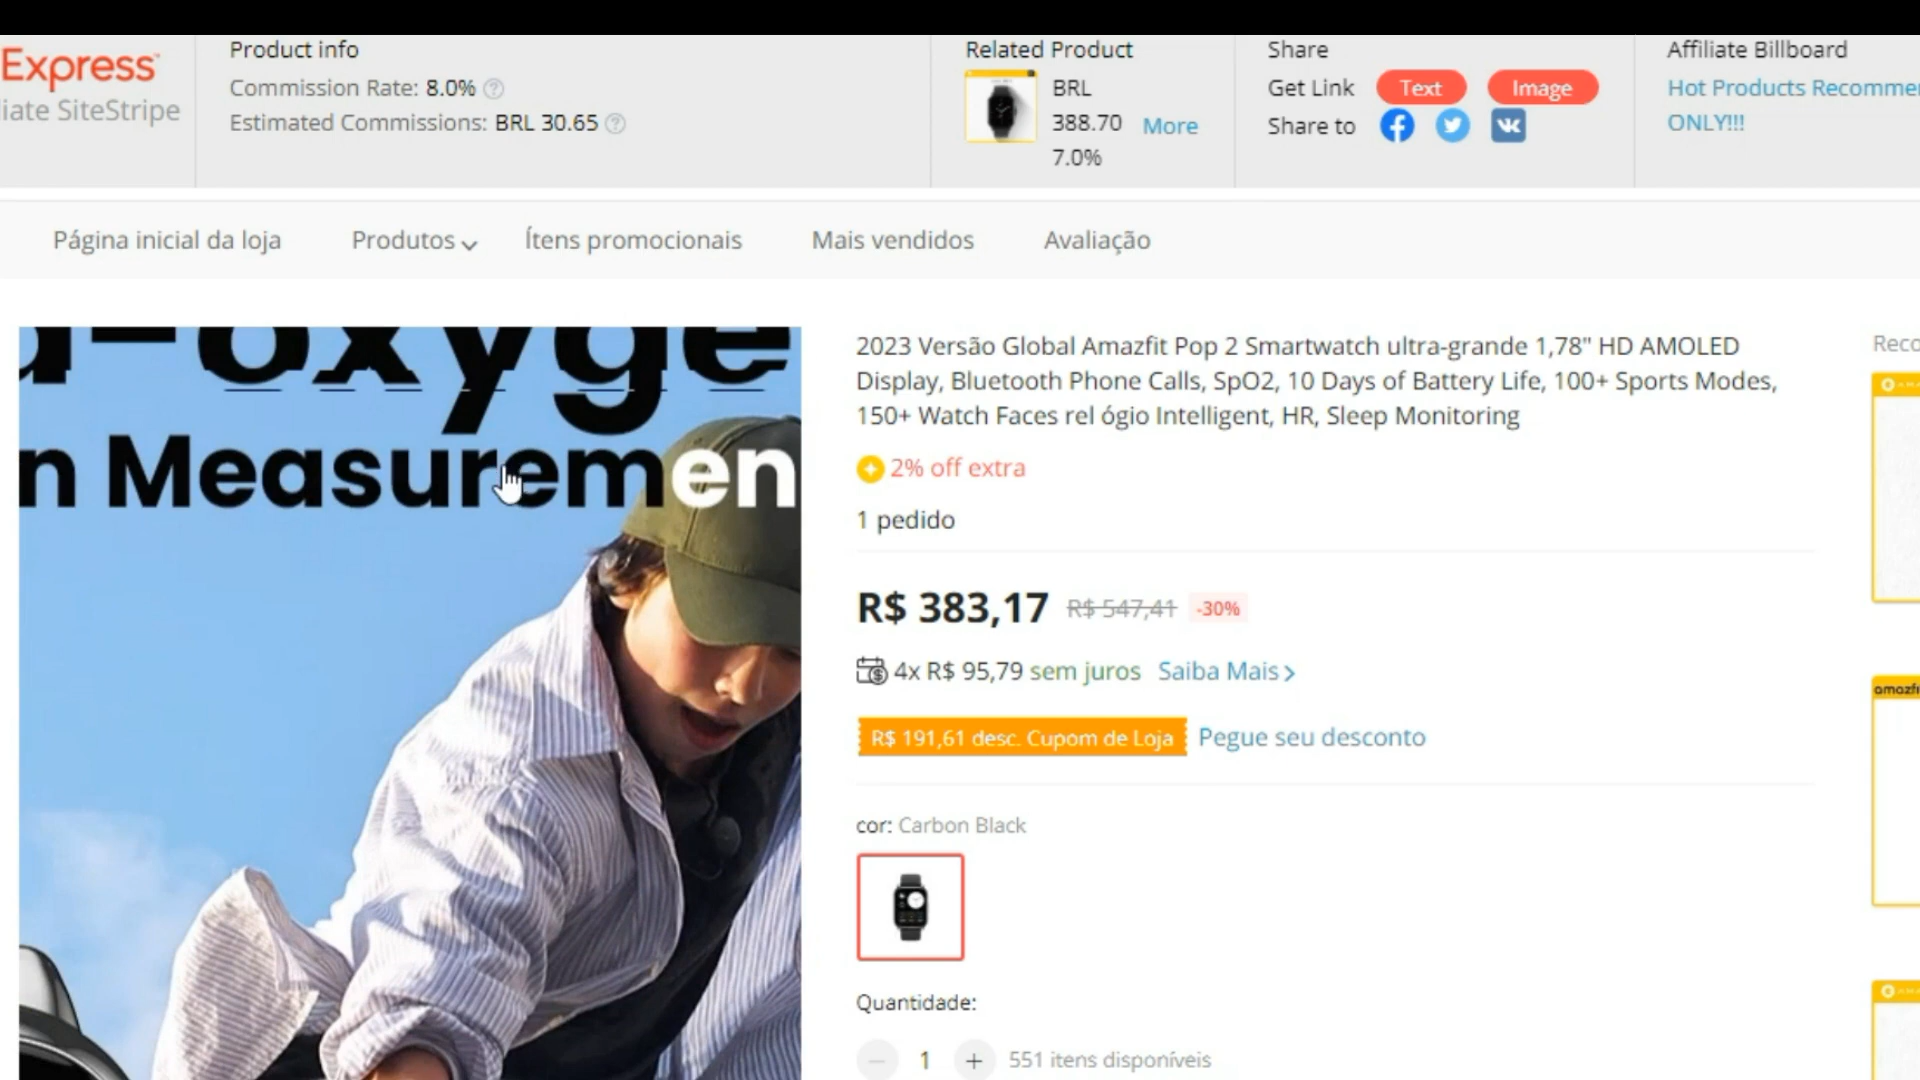 Express
iate SiteStripe
Product info
Commission Rate: 8.0%
Estimated Commissions: BRL 30.65
Related Product
BRL
388.70
7.0%
More
Share
Get Link Text Image
Share to
Affiliate Billboard
Hot Products Recomme
ONLY!!!
Página inicial da loja Produtos Ítens promocionais Mais vendidos Avaliação
d-oxyge
n Measuremen
2023 Versão Global Amazfit Pop 2 Smartwatch ultra-grande 1,78" HD AMOLED
Display, Bluetooth Phone Calls, SpO2, 10 Days of Battery Life, 100+ Sports Modes,
150+ Watch Faces rel ógio Intelligent, HR, Sleep Monitoring
2% off extra
1 pedido
R$ 383,17 R$ 547,41 -30%
4x R$ 95,79 sem juros Saiba Mais
R$ 191,61 desc. Cupom de Loja Pegue seu desconto
cor: Carbon Black
Quantidade:
1 551 itens disponíveis
Reco
amazfi